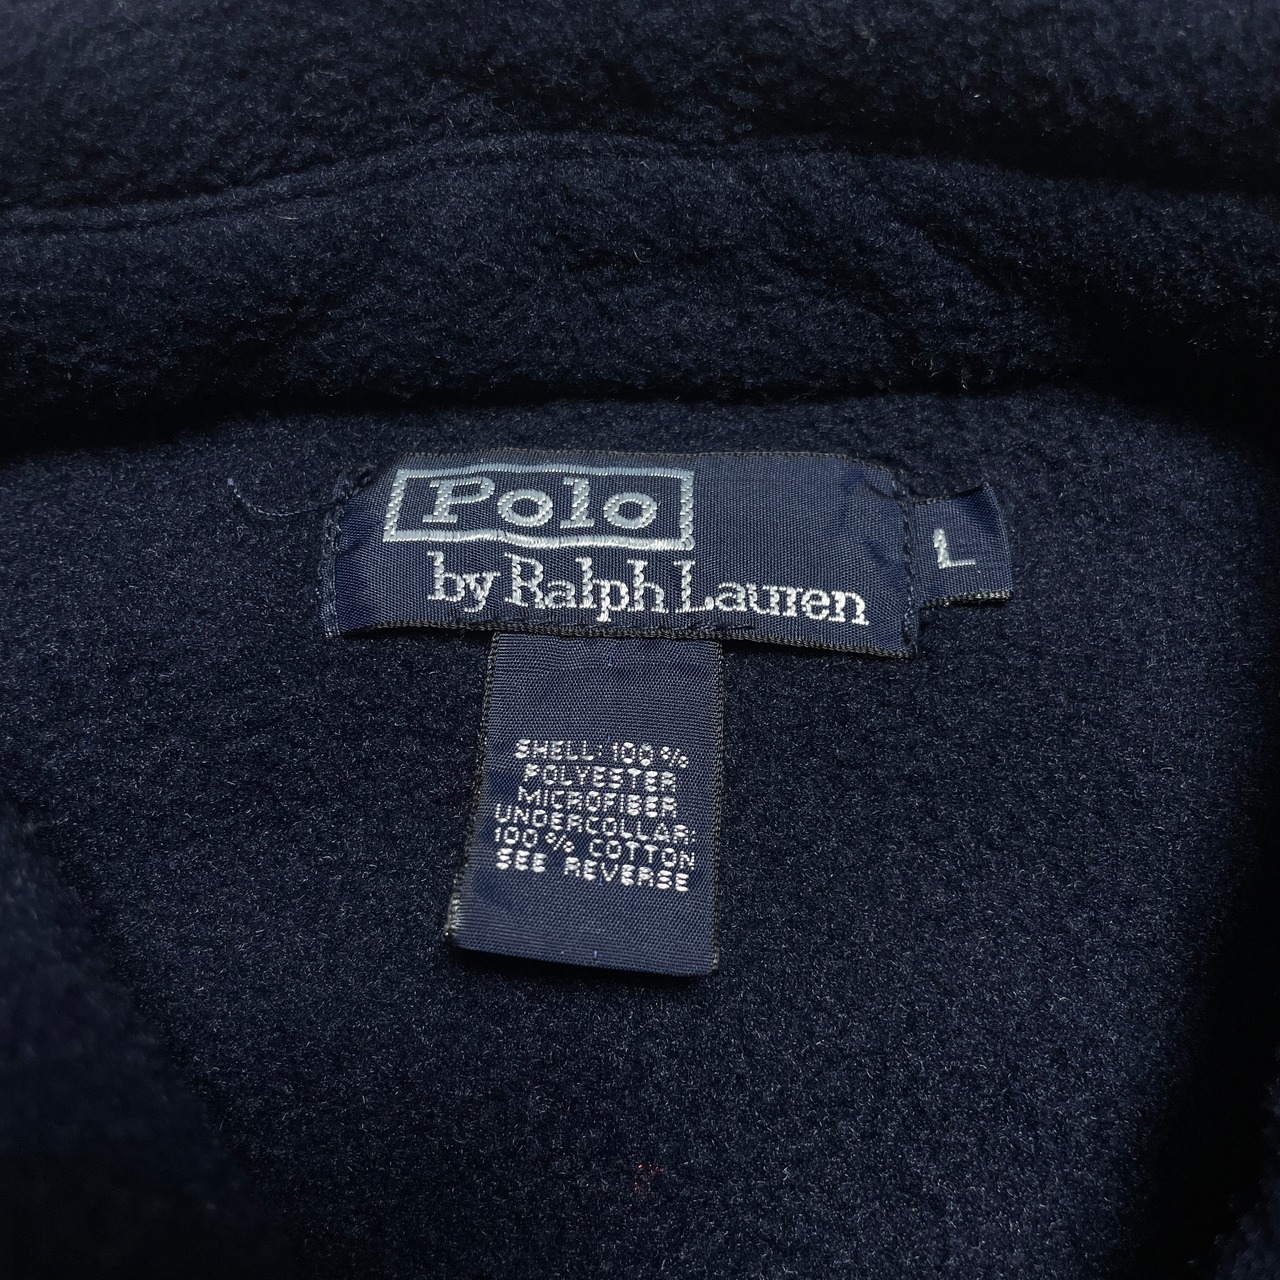 Polo
by Ralph Lauren
L
SHELL: 100%
POLYESTER
MICROFIBER
UNDERCOLLAR:
100% COTTON
SEE REVERSE